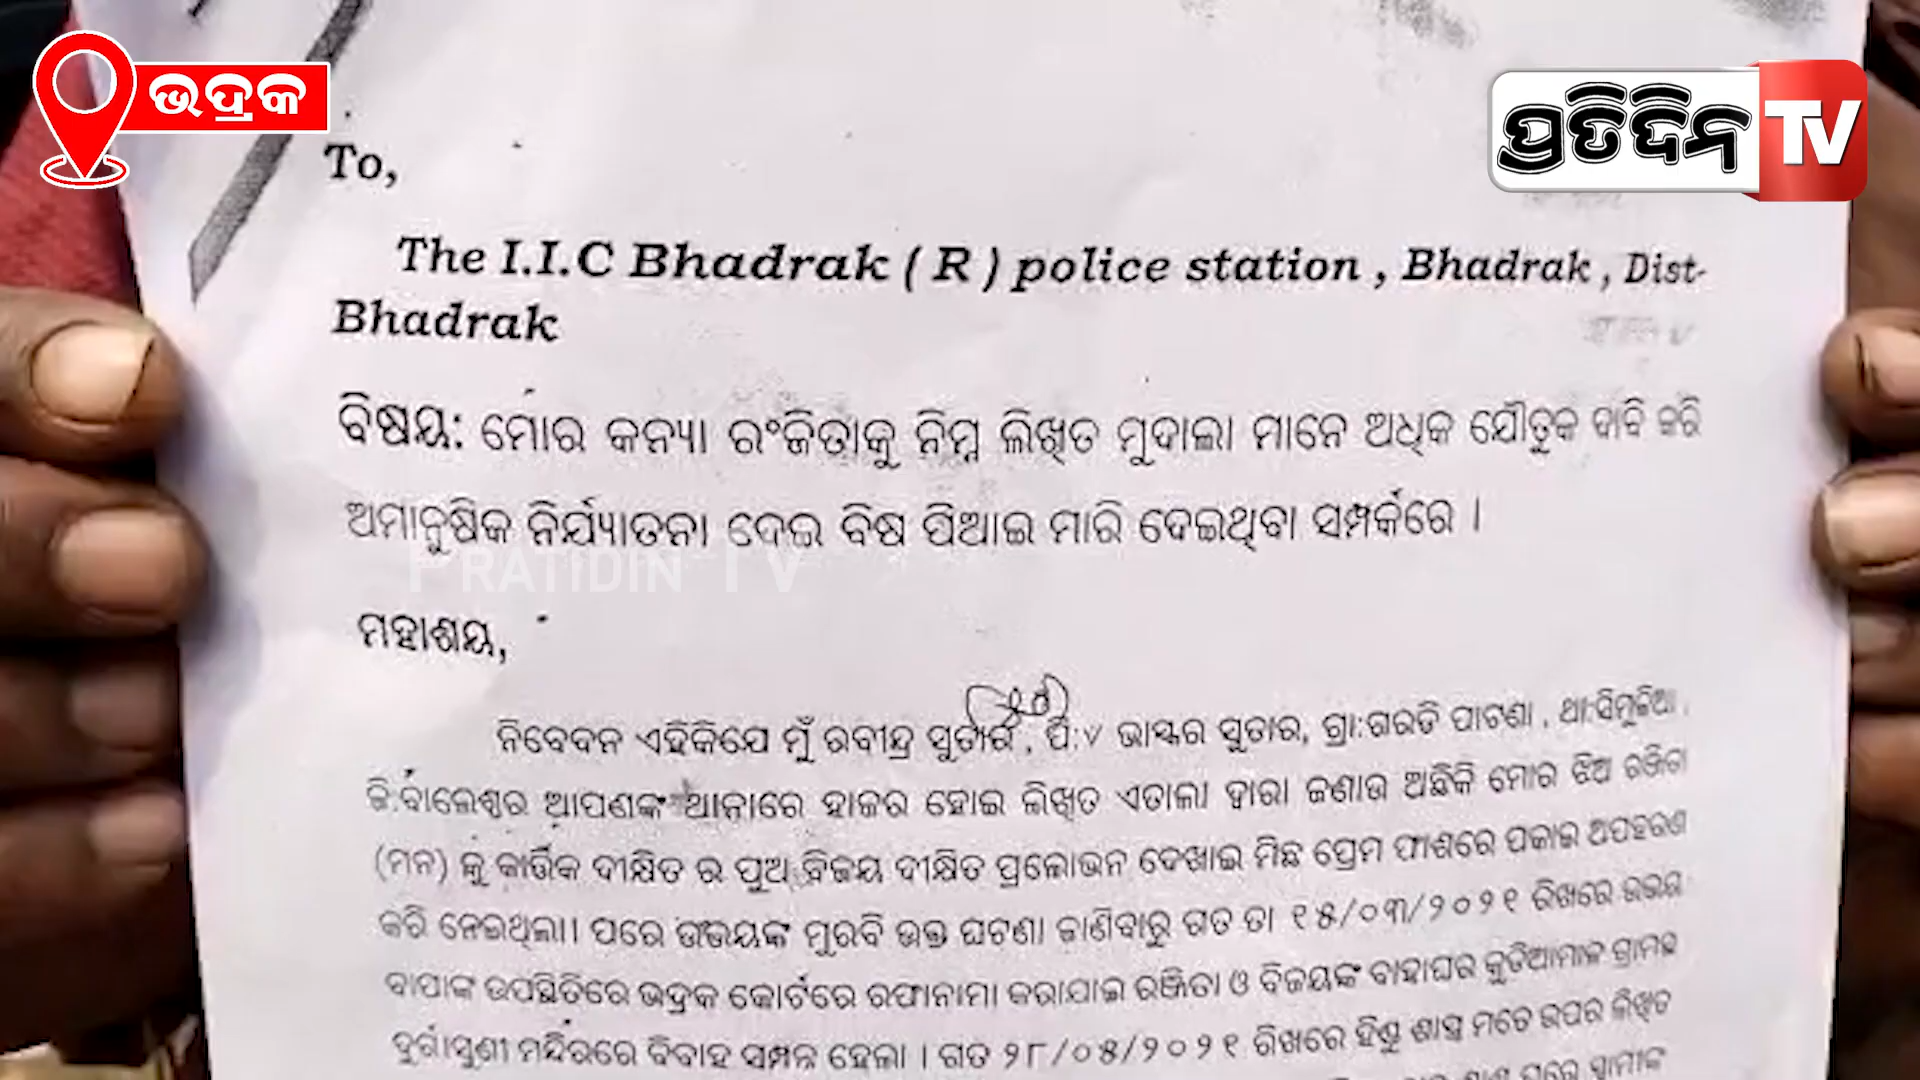 ଭଦ୍ରକ
ପ୍ରତିଦିନ TV
To,
The I.I.C Bhadrak ( R ) police station , Bhadrak , Dist-
Bhadrak
ବିଷୟ: ମୋର କନ୍ୟା ରଂଜିତାକୁ ନିମ୍ନ ଲିଖିତ ମୁଦାଲା ମାନେ ଅଧିକ ଯୌତୁକ ଦାବି କରି
ଅମାନୁଷିକ ନିର୍ଯ୍ୟାତନା ଦେଇ ବିଷ ପିଆଇ ମାରି ଦେଇଥିବା ସମ୍ପର୍କରେ ।
PRATIDIN TV
ମହାଶୟ,
ନିବେଦନ ଏହିକିଯେ ମୁଁ ରବୀନ୍ଦ୍ର ସୁତାର , ପି: ଭାସ୍କର ସୁତାର, ଗ୍ରା:ଗରଡି ପାଟଣା , ଥା:ସିମୁଳିଆ ,
ଜି:ବାଲେଶ୍ୱର ଆପଣଙ୍କ ଥାନାରେ ହାଜର ହୋଇ ଲିଖିତ ଏତାଲା ଦ୍ୱାରା ଜଣାଉ ଅଛିକି ମୋର ଝିଅ ରଞ୍ଜିତା
(ମନ) କୁ କାର୍ତ୍ତିକ ଦୀକ୍ଷିତ ର ପୁଅ ବିଜୟ ଦୀକ୍ଷିତ ପ୍ରଲୋଭନ ଦେଖାଇ ମିଛ ପ୍ରେମ ଫାଶରେ ପକାଇ ଅପହରଣ
କରି ନେଇଥିଲା। ପରେ ଉଭୟଙ୍କ ମୁରବି ଉକ୍ତ ଘଟଣା ଜାଣିବାରୁ ଗତ ତା ୧୫/୦୩/୨୦୨୧ ରିଖରେ ଉଭୟ
ବାପାଙ୍କ ଉପସ୍ଥିତିରେ ଭଦ୍ରକ କୋର୍ଟରେ ରଫାନାମା କରାଯାଇ ରଞ୍ଜିତା ଓ ବିଜୟଙ୍କ ବାହାଘର କୁଡିଆମାଳ ଗ୍ରାମର
ଦୁର୍ଗାସୁଣୀ ମନ୍ଦିରରେ ବିବାହ ସମ୍ପନ୍ନ ହେଲା । ଗତ ୨୮/୦୫/୨୦୨୧ ରିଖରେ ହିନ୍ଦୁ ଶାସ୍ତ୍ର ମତେ ଉପର ଲିଖିତ